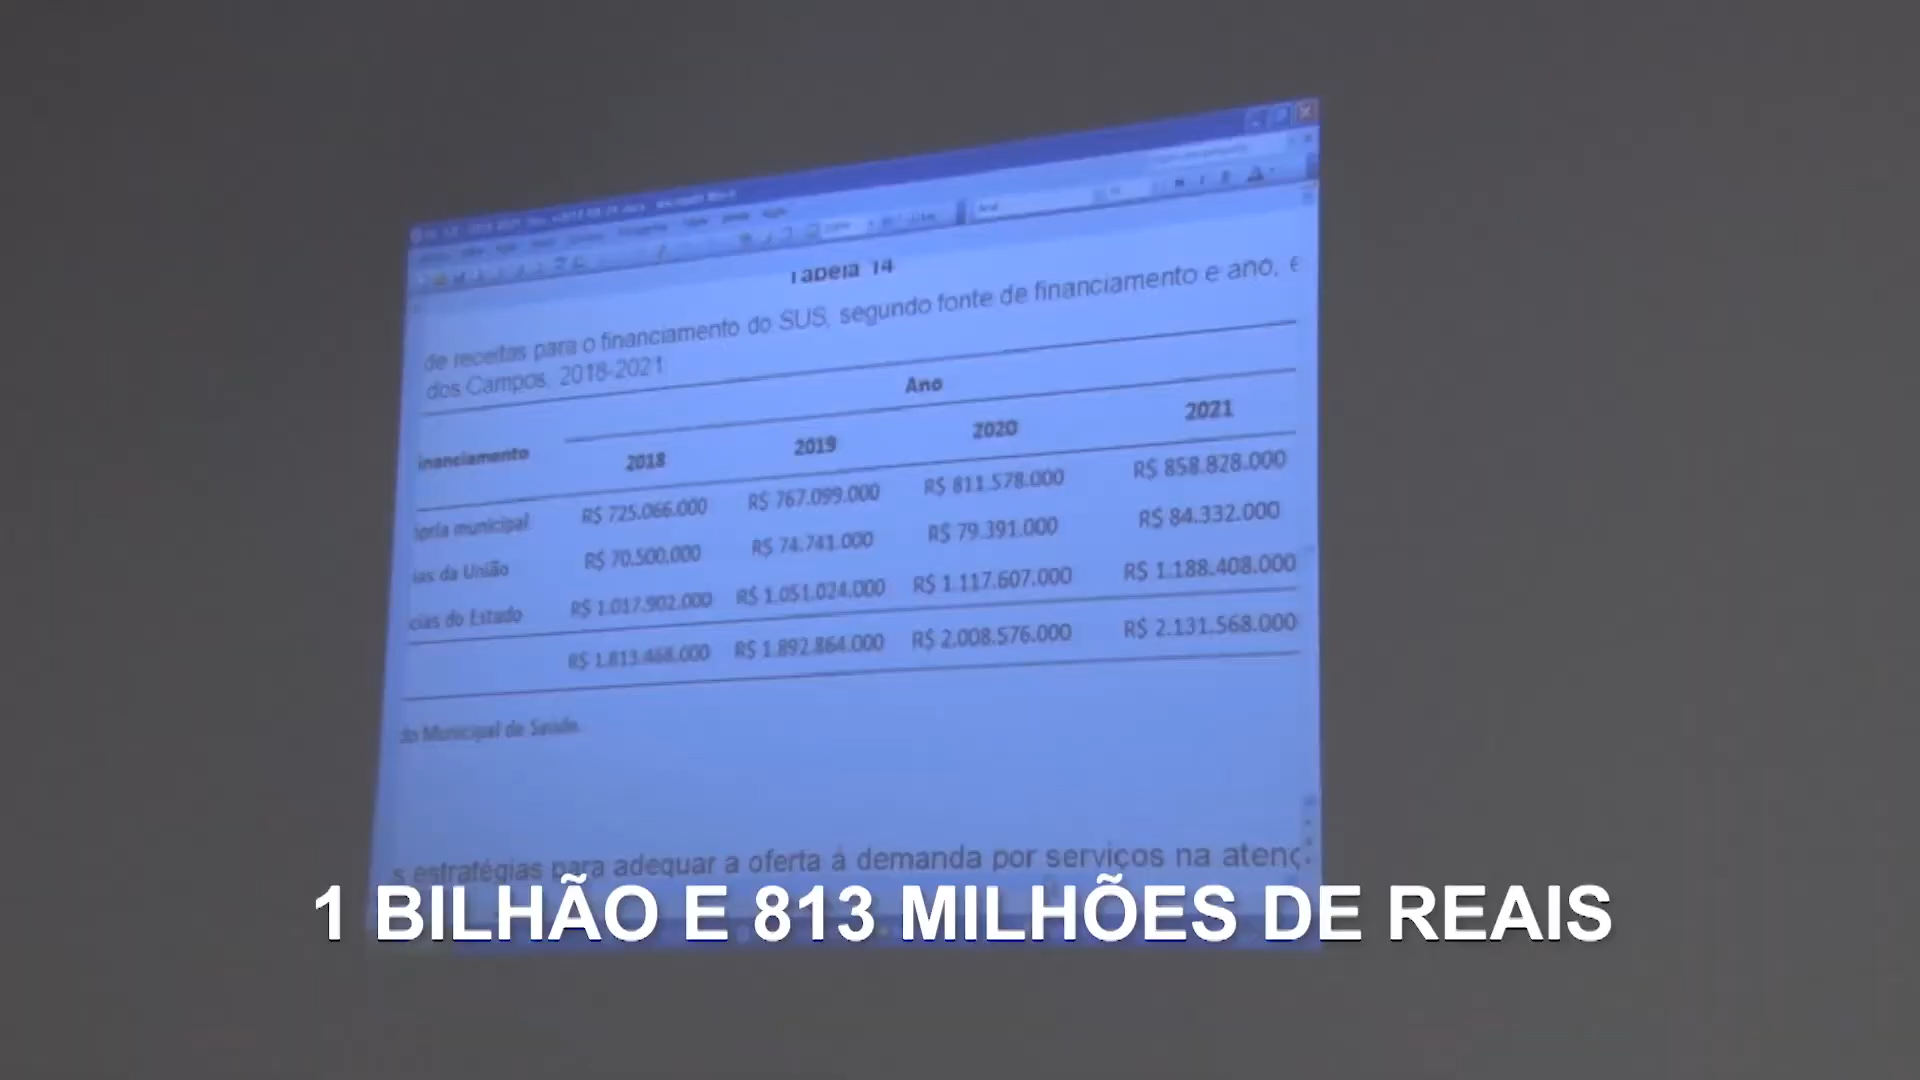 Tabela 14
de receitas para o financiamento do SUS, segundo fonte de financiamento e ano, e
dos Campos, 2018-2021
Ano
inanciamento 2018 2019 2020 2021
ópria municipal R$ 725.066.000 R$ 767.099.000 R$ 811.578.000 R$ 858.828.000
ias da União R$ 70.500.000 R$ 74.741.000 R$ 79.391.000 R$ 84.332.000
cias do Estado R$ 1.017.902.000 R$ 1.051.024.000 R$ 1.117.607.000 R$ 1.188.408.000
R$ 1.813.468.000 R$ 1.892.864.000 R$ 2.008.576.000 R$ 2.131.568.000
do Municipal de Saúde.
s estratégias para adequar a oferta à demanda por serviços na atenç
1 BILHÃO E 813 MILHÕES DE REAIS